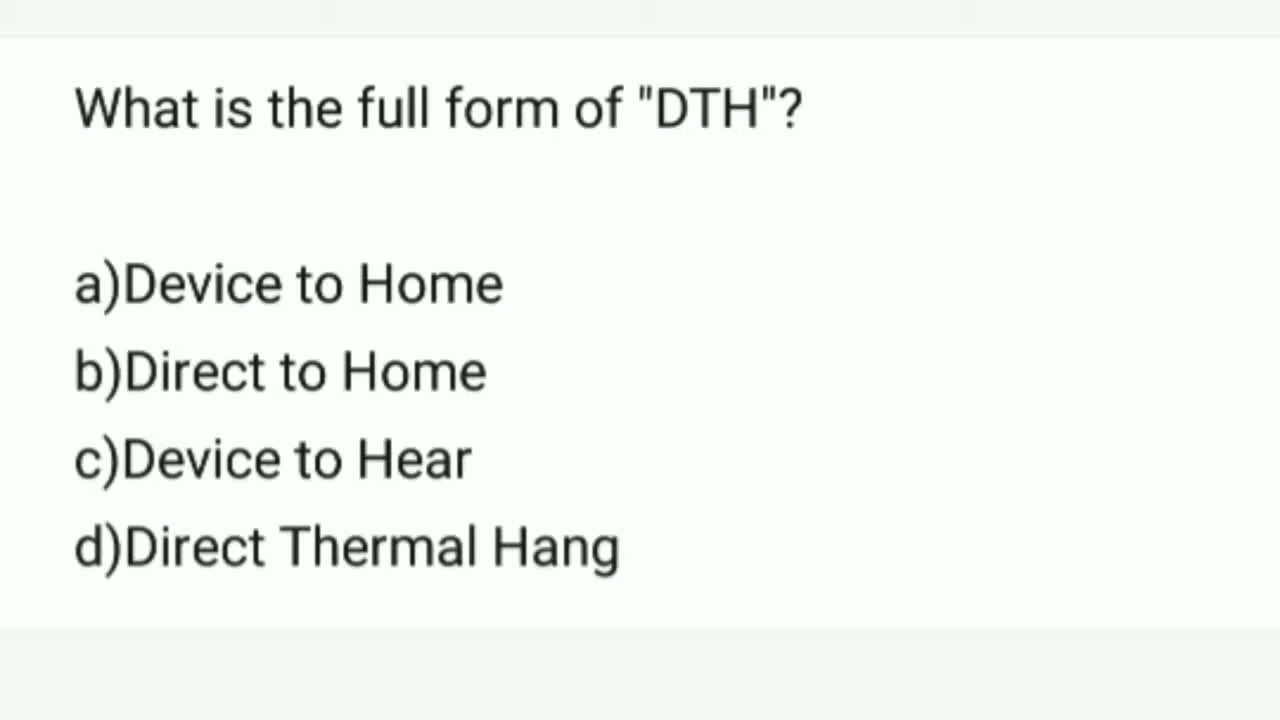 What is the full form of "DTH"?
a)Device to Home
b)Direct to Home
c)Device to Hear
d)Direct Thermal Hang